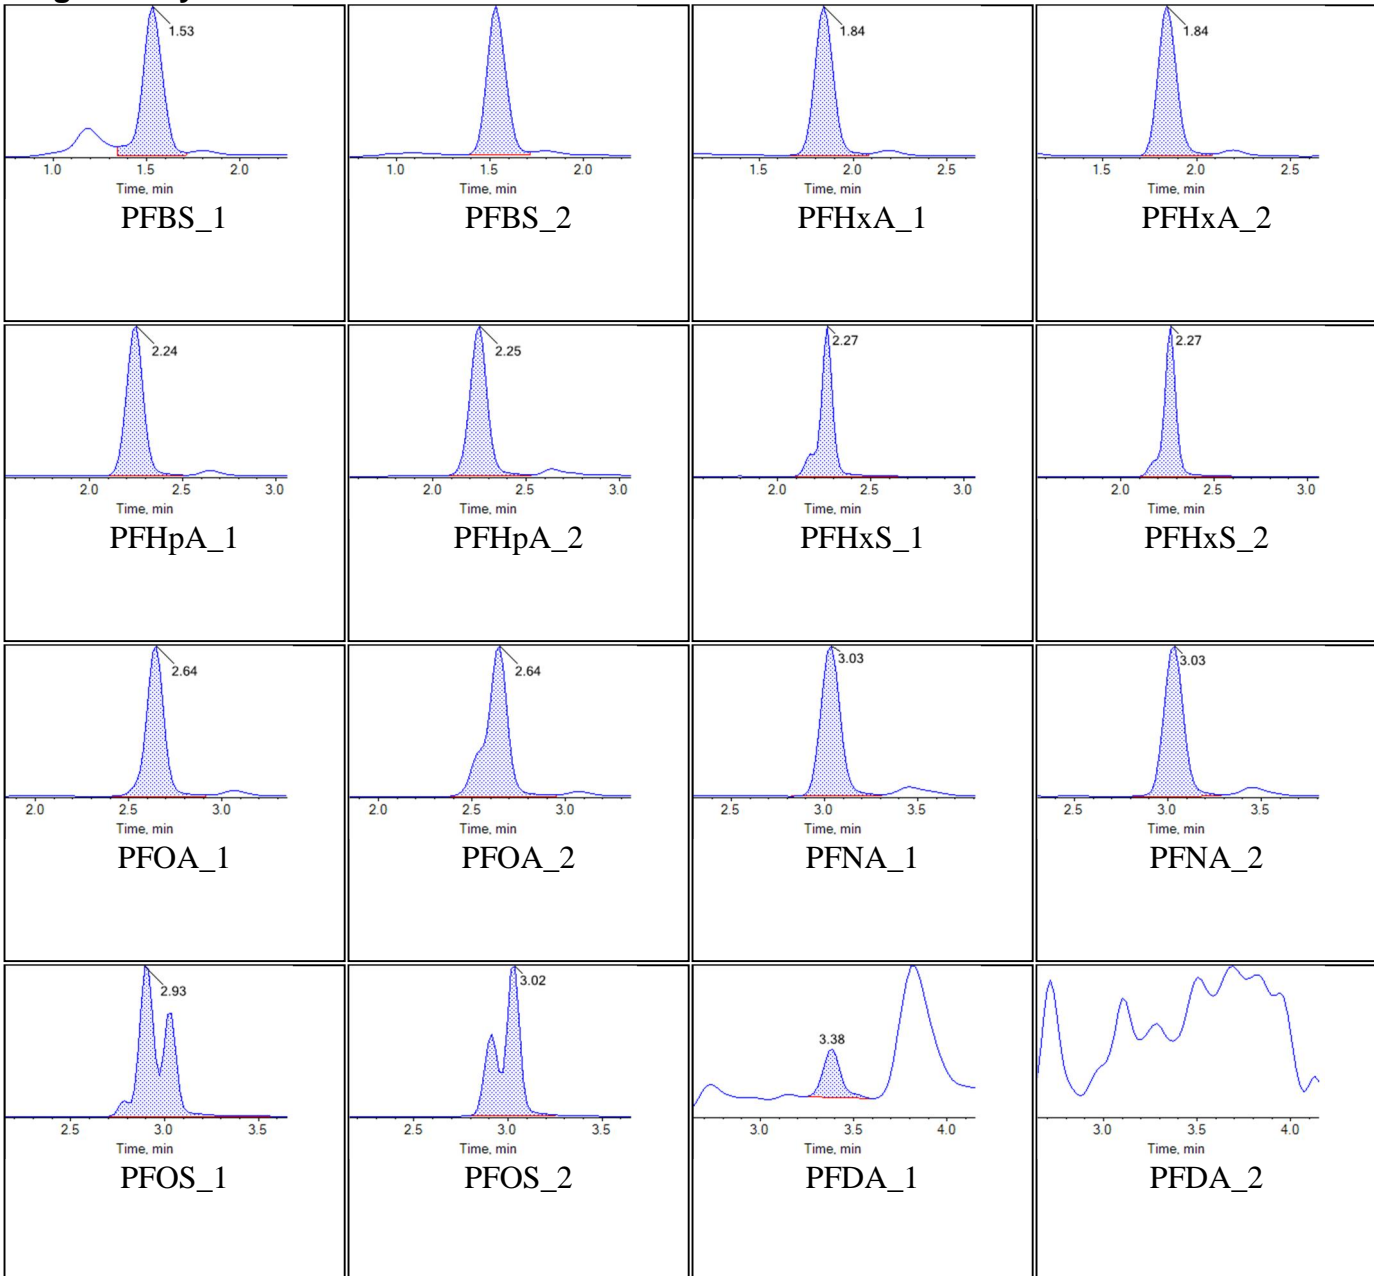 1.53
1.84
1.84
1.0 1.5 2.0
1.0 1.5 2.0
1.5 2.0 2.5
1.5 2.0 2.5
Time, min
Time, min
Time, min
Time, min
PFBS_1
PFBS_2
PFHxA_1
PFHxA_2
2.24
2.25
2.27
2.27
2.0 2.5 3.0
2.0 2.5 3.0
2.0 2.5 3.0
2.0 2.5 3.0
Time, min
Time, min
Time, min
Time, min
PFHpA_1
PFHpA_2
PFHxS_1
PFHxS_2
2.64
2.64
3.03
3.03
2.0 2.5 3.0
2.0 2.5 3.0
2.5 3.0 3.5
2.5 3.0 3.5
Time, min
Time, min
Time, min
Time, min
PFOA_1
PFOA_2
PFNA_1
PFNA_2
2.93
3.02
3.38
2.5 3.0 3.5
2.5 3.0 3.5
3.0 3.5 4.0
3.0 3.5 4.0
Time, min
Time, min
Time, min
Time, min
PFOS_1
PFOS_2
PFDA_1
PFDA_2